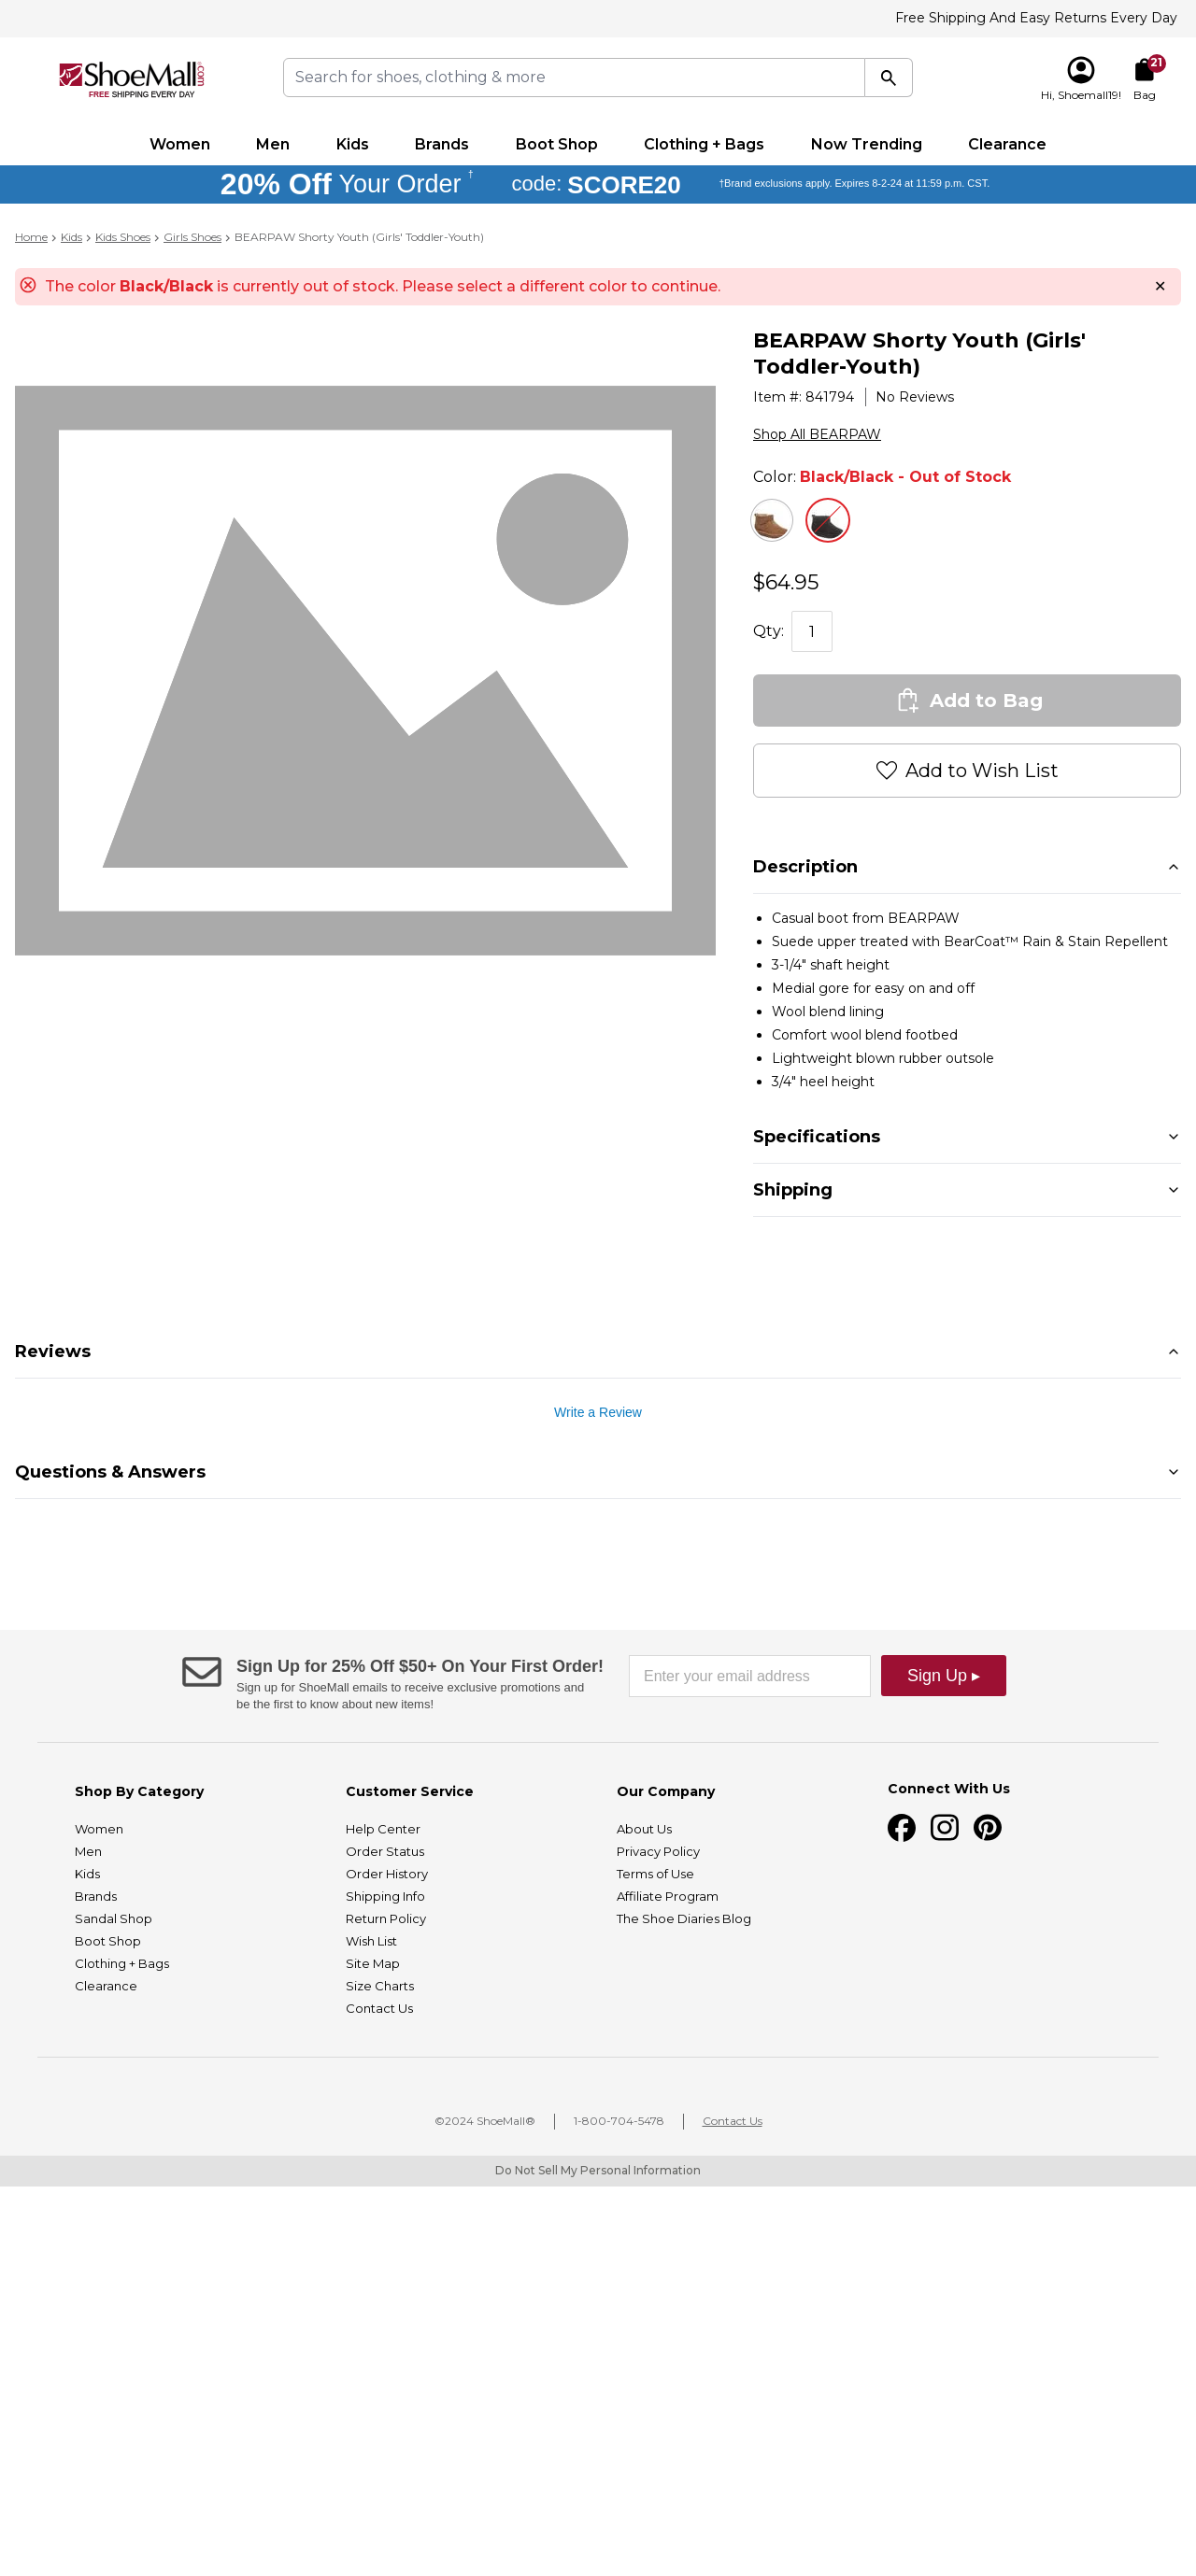 Free Shipping And Easy Returns Every Day
ShoeMall.com
FREE SHIPPING EVERY DAY
Search for shoes, clothing & more
21
Hi, Shoemall19! Bag
Women Men Kids Brands Boot Shop Clothing + Bags Now Trending Clearance
20% Off Your Order † code: SCORE20 †Brand exclusions apply. Expires 8-2-24 at 11:59 p.m. CST.
Home > Kids > Kids Shoes > Girls Shoes > BEARPAW Shorty Youth (Girls' Toddler-Youth)
The color Black/Black is currently out of stock. Please select a different color to continue. ✕
BEARPAW Shorty Youth (Girls'
Toddler-Youth)
Item #: 841794 No Reviews
Shop All BEARPAW
Color: Black/Black - Out of Stock
$64.95
Qty: 1
Add to Bag
Add to Wish List
Description
• Casual boot from BEARPAW
• Suede upper treated with BearCoat™ Rain & Stain Repellent
• 3-1/4" shaft height
• Medial gore for easy on and off
• Wool blend lining
• Comfort wool blend footbed
• Lightweight blown rubber outsole
• 3/4" heel height
Specifications
Shipping
Reviews
Write a Review
Questions & Answers
Sign Up for 25% Off $50+ On Your First Order!
Sign up for ShoeMall emails to receive exclusive promotions and
be the first to know about new items!
Enter your email address
Sign Up ▸
Shop By Category
Women
Men
Kids
Brands
Sandal Shop
Boot Shop
Clothing + Bags
Clearance
Customer Service
Help Center
Order Status
Order History
Shipping Info
Return Policy
Wish List
Site Map
Size Charts
Contact Us
Our Company
About Us
Privacy Policy
Terms of Use
Affiliate Program
The Shoe Diaries Blog
Connect With Us
©2024 ShoeMall® 1-800-704-5478 Contact Us
Do Not Sell My Personal Information